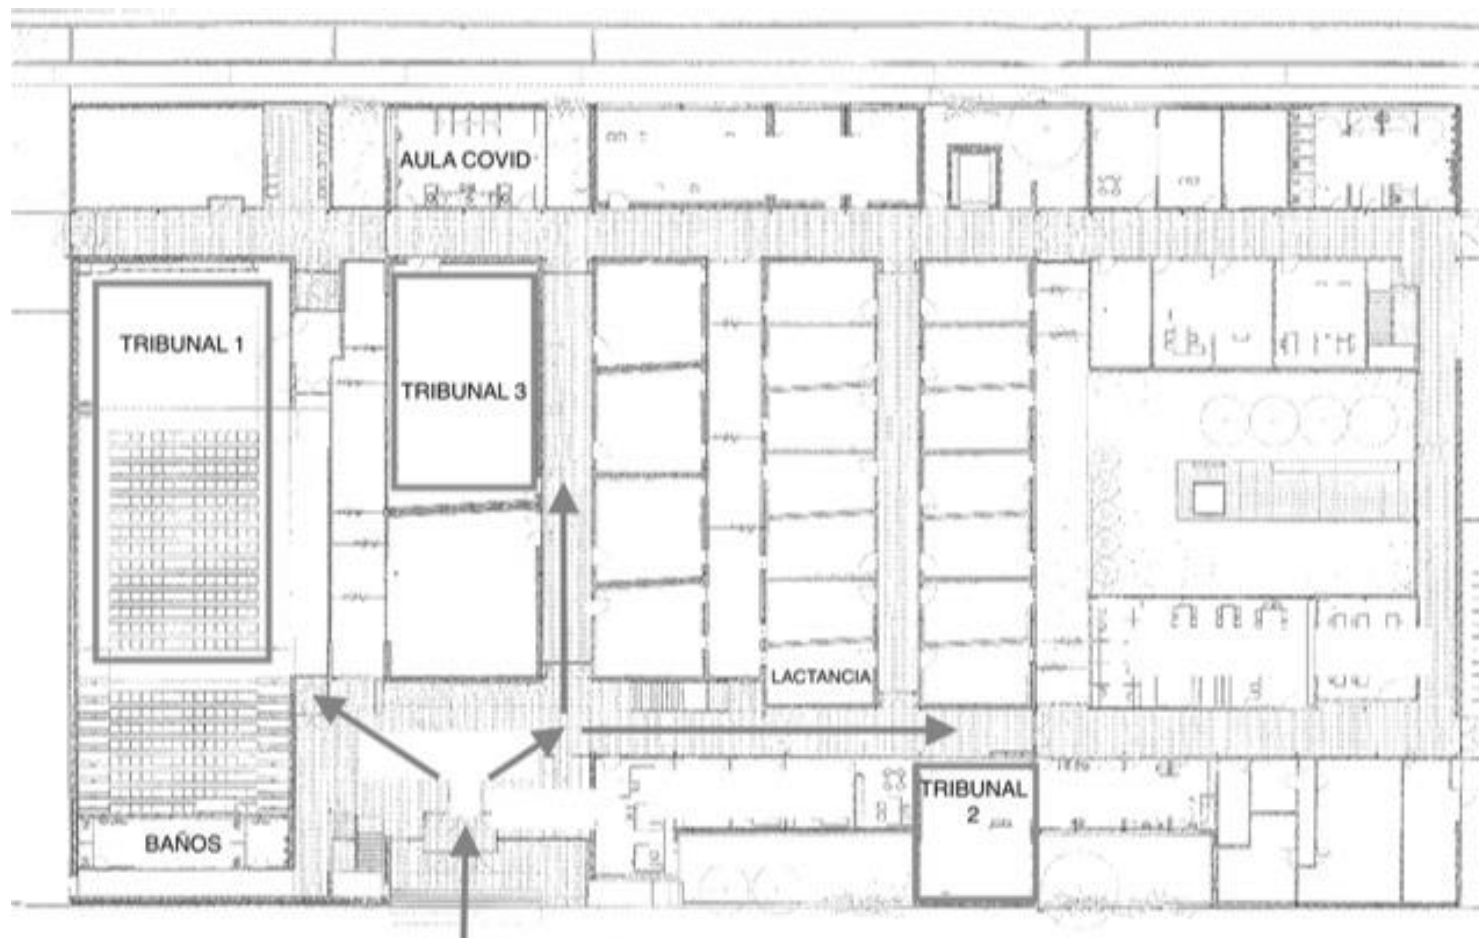 AULA COVID
TRIBUNAL 1
TRIBUNAL 3
LACTANCIA
TRIBUNAL
2
BAÑOS